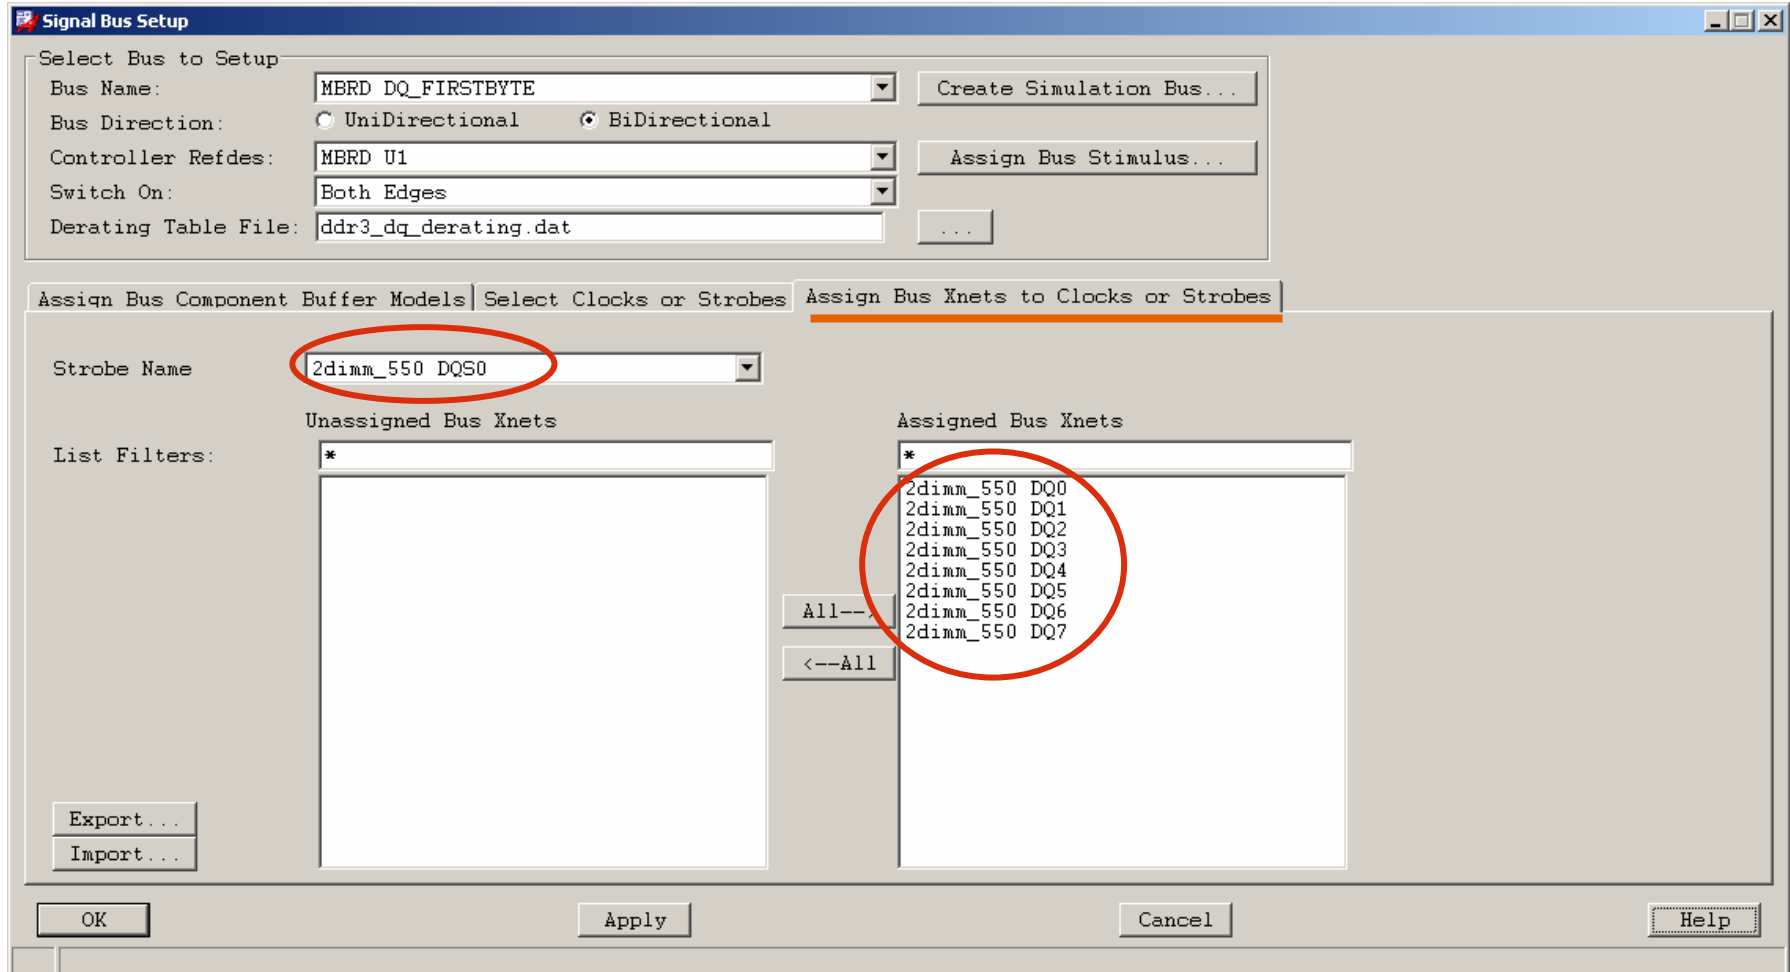 Signal Bus Setup
Select Bus to Setup
Bus Name: MBRD DQ_FIRSTBYTE Create Simulation Bus...
Bus Direction: UniDirectional BiDirectional
Controller Refdes: MBRD U1 Assign Bus Stimulus...
Switch On: Both Edges
Derating Table File: ddr3_dq_derating.dat ...
Assign Bus Component Buffer Models Select Clocks or Strobes Assign Bus Xnets to Clocks or Strobes
Strobe Name 2dimm_550 DQS0
Unassigned Bus Xnets Assigned Bus Xnets
List Filters: * *
2dimm_550 DQ0
2dimm_550 DQ1
2dimm_550 DQ2
2dimm_550 DQ3
2dimm_550 DQ4
2dimm_550 DQ5
2dimm_550 DQ6
2dimm_550 DQ7
All-->
<--All
Export...
Import...
OK Apply Cancel Help